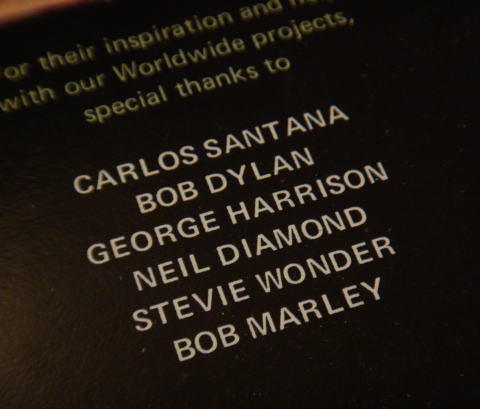 for their inspiration and
with our Worldwide projects,
special thanks to
CARLOS SANTANA
BOB DYLAN
GEORGE HARRISON
NEIL DIAMOND
STEVIE WONDER
BOB MARLEY